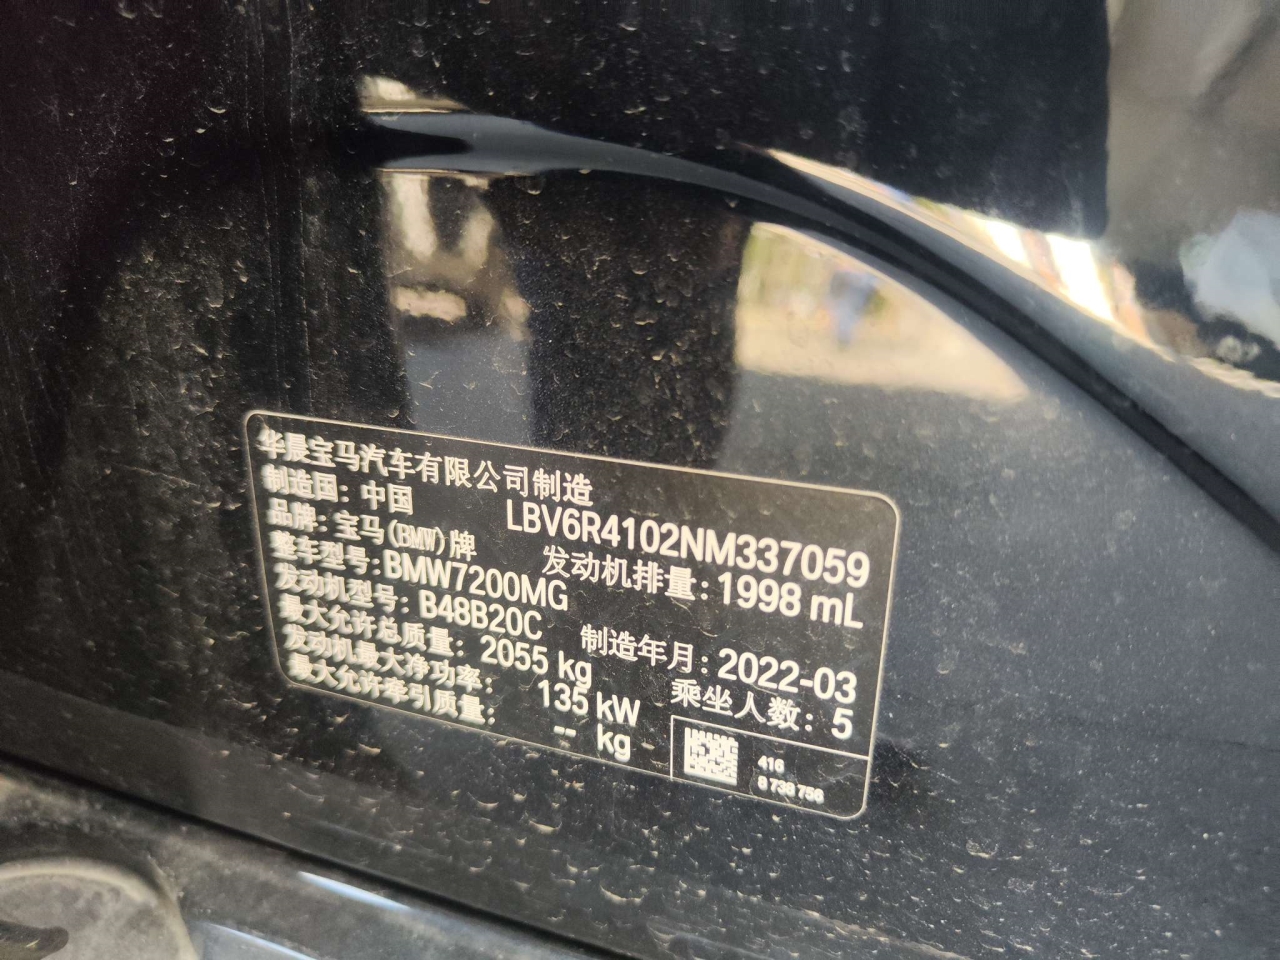 华晨宝马汽车有限公司制造
制造国：中国
LBV6R4102NM337059
品牌：宝马(BMW)牌
发动机排量：1998 mL
整车型号：BMW7200MG
发动机型号：B48B20C
制造年月：2022-03
最大允许总质量：2055 kg
乘坐人数：5
发动机最大净功率：135 kW
最大允许牵引质量：-- kg
416
8 738 756